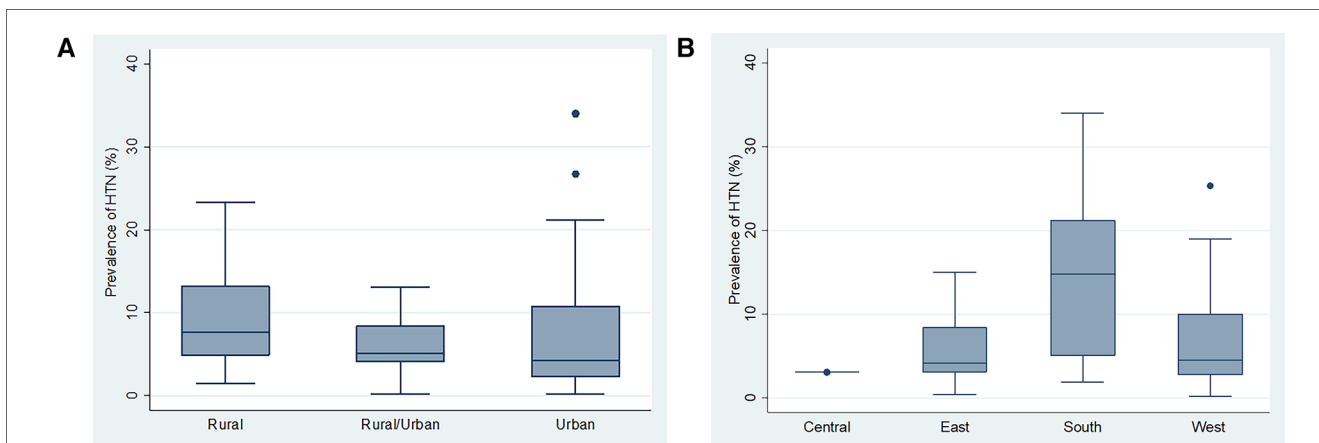 A
Prevalence of HTN (%)
40
30
20
10
0
Rural Rural/Urban Urban
B
Prevalence of HTN (%)
40
30
20
10
0
Central East South West